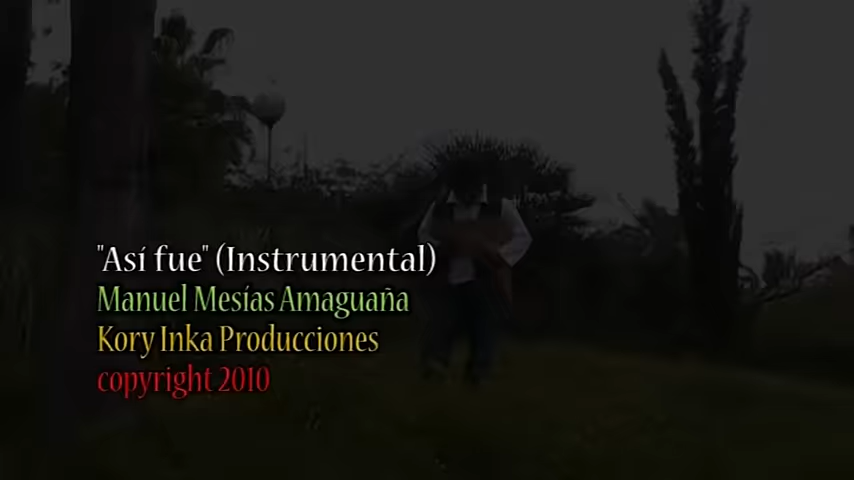 "Así fue" (Instrumental)
Manuel Mesías Amaguaña
Kory Inka Producciones
copyright 2010